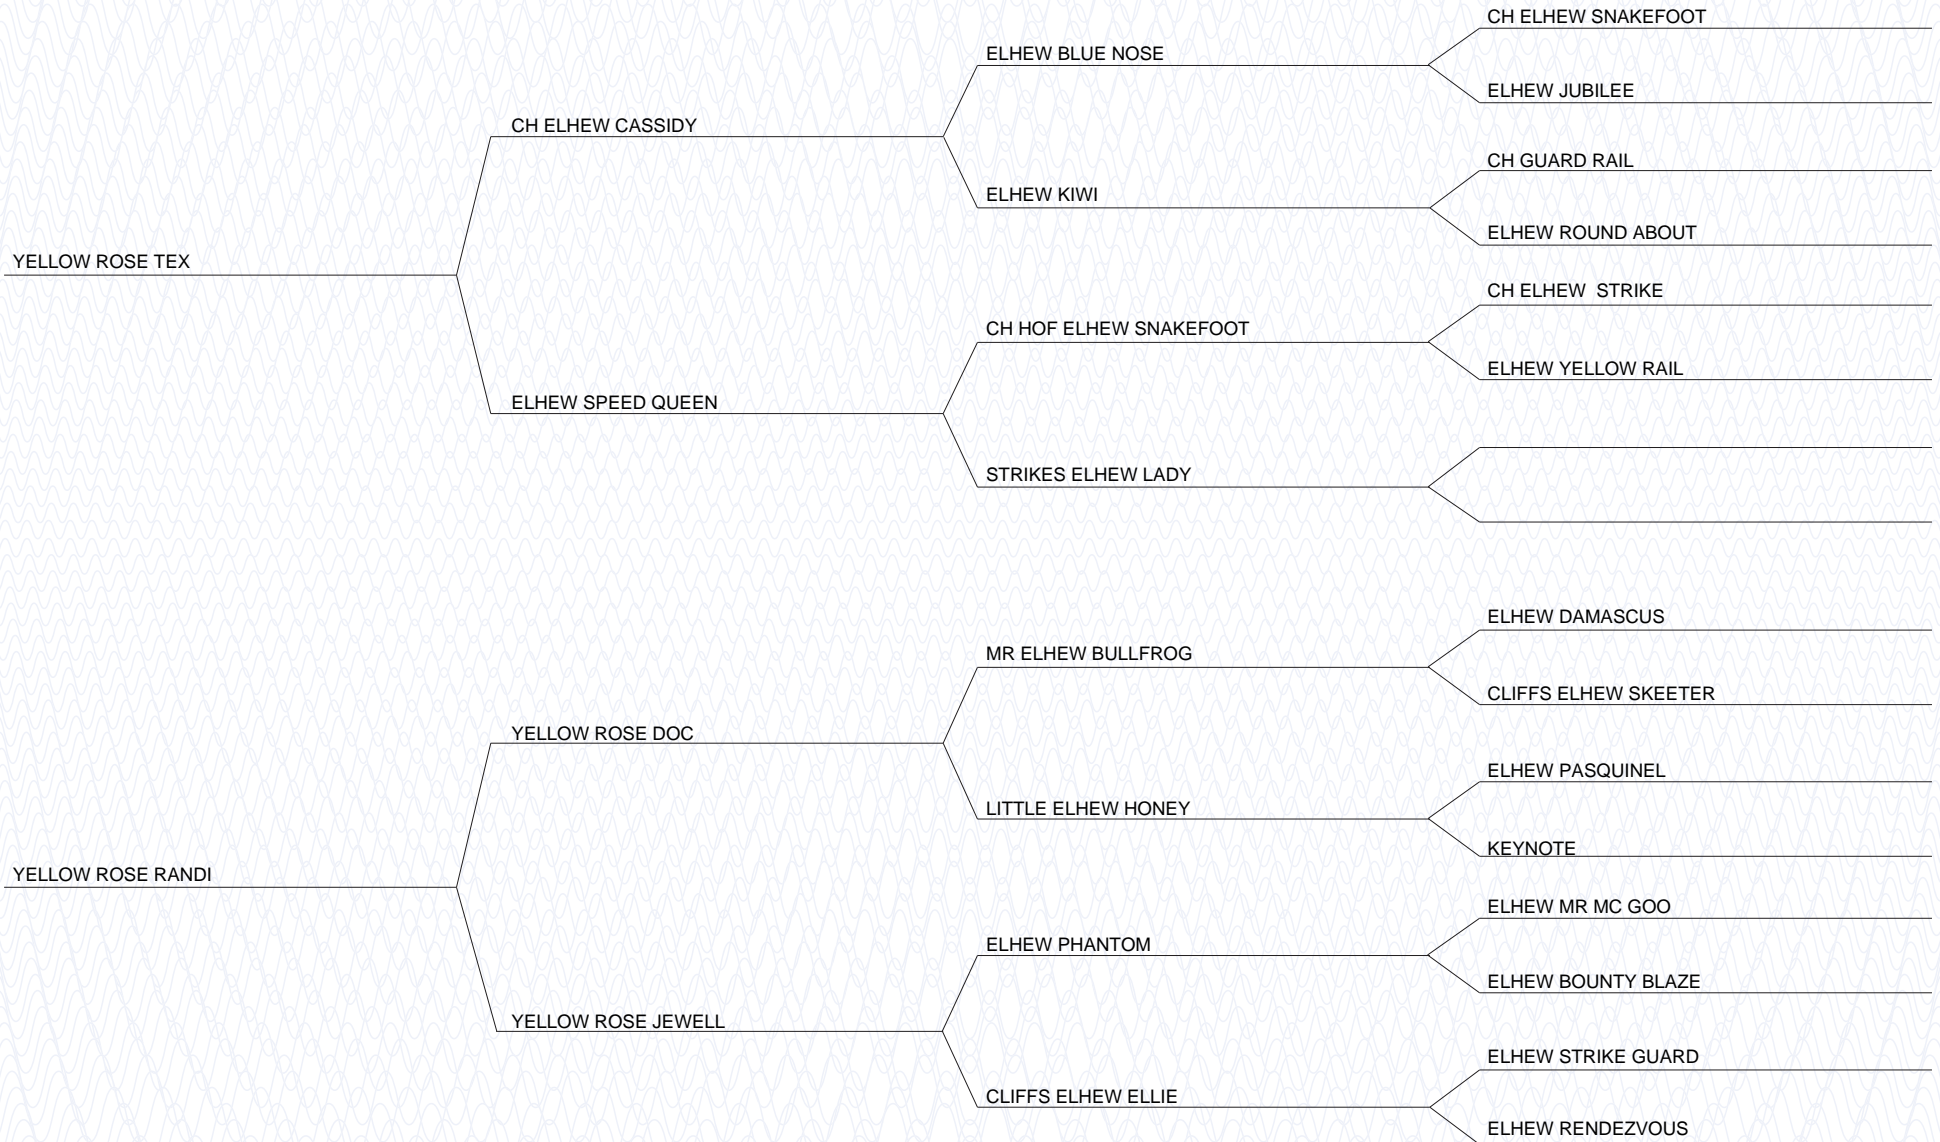 CH ELHEW SNAKEFOOT
ELHEW BLUE NOSE
ELHEW JUBILEE
CH ELHEW CASSIDY
CH GUARD RAIL
ELHEW KIWI
ELHEW ROUND ABOUT
YELLOW ROSE TEX
CH ELHEW  STRIKE
CH HOF ELHEW SNAKEFOOT
ELHEW YELLOW RAIL
ELHEW SPEED QUEEN
STRIKES ELHEW LADY
ELHEW DAMASCUS
MR ELHEW BULLFROG
CLIFFS ELHEW SKEETER
YELLOW ROSE DOC
ELHEW PASQUINEL
LITTLE ELHEW HONEY
KEYNOTE
YELLOW ROSE RANDI
ELHEW MR MC GOO
ELHEW PHANTOM
ELHEW BOUNTY BLAZE
YELLOW ROSE JEWELL
ELHEW STRIKE GUARD
CLIFFS ELHEW ELLIE
ELHEW RENDEZVOUS